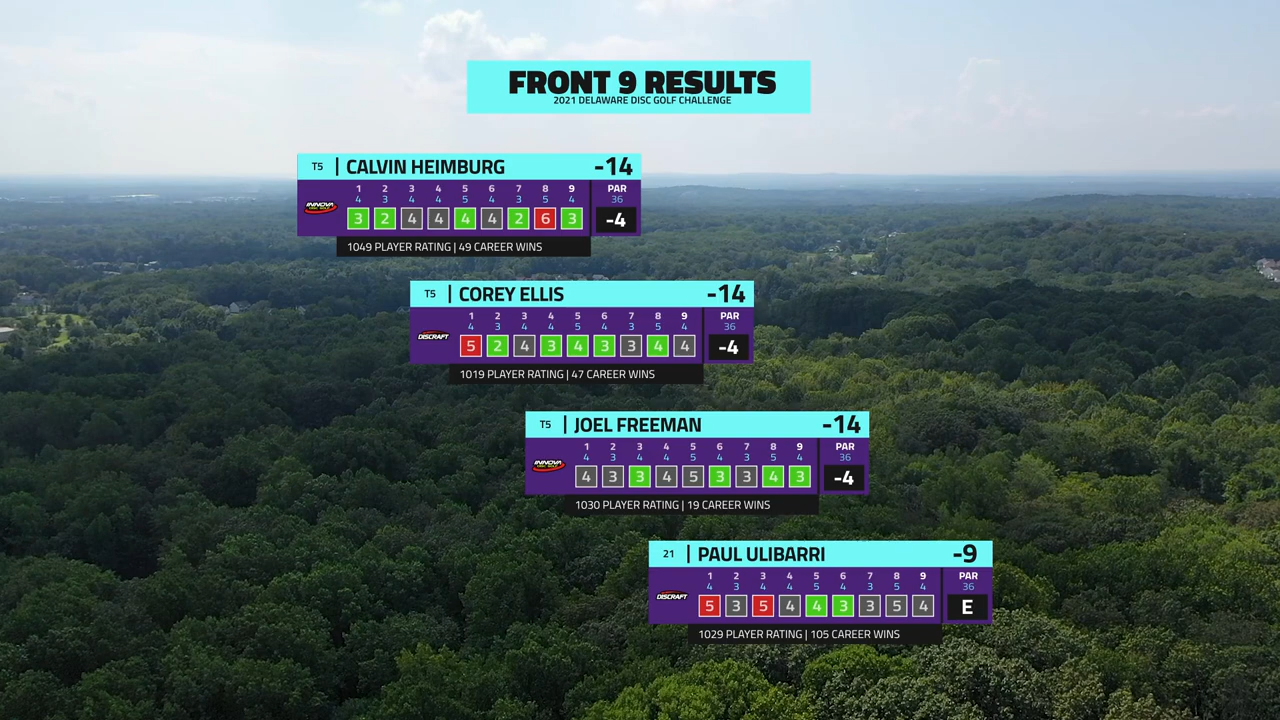 FRONT 9 RESULTS
2021 DELAWARE DISC GOLF CHALLENGE
T5 | CALVIN HEIMBURG -14
1 2 3 4 5 6 7 8 9 PAR
4 3 4 4 5 4 3 5 4 36
INNOVA DISC GOLF 3 2 4 4 4 4 2 6 3 -4
1049 PLAYER RATING | 49 CAREER WINS
T5 | COREY ELLIS -14
1 2 3 4 5 6 7 8 9 PAR
4 3 4 4 5 4 3 5 4 36
DISCRAFT 5 2 4 3 4 3 3 4 4 -4
1019 PLAYER RATING | 47 CAREER WINS
T5 | JOEL FREEMAN -14
1 2 3 4 5 6 7 8 9 PAR
4 3 4 4 5 4 3 5 4 36
INNOVA DISC GOLF 4 3 3 4 5 3 3 4 3 -4
1030 PLAYER RATING | 19 CAREER WINS
21 | PAUL ULIBARRI -9
1 2 3 4 5 6 7 8 9 PAR
4 3 4 4 5 4 3 5 4 36
DISCRAFT 5 3 5 4 4 3 3 5 4 E
1029 PLAYER RATING | 105 CAREER WINS